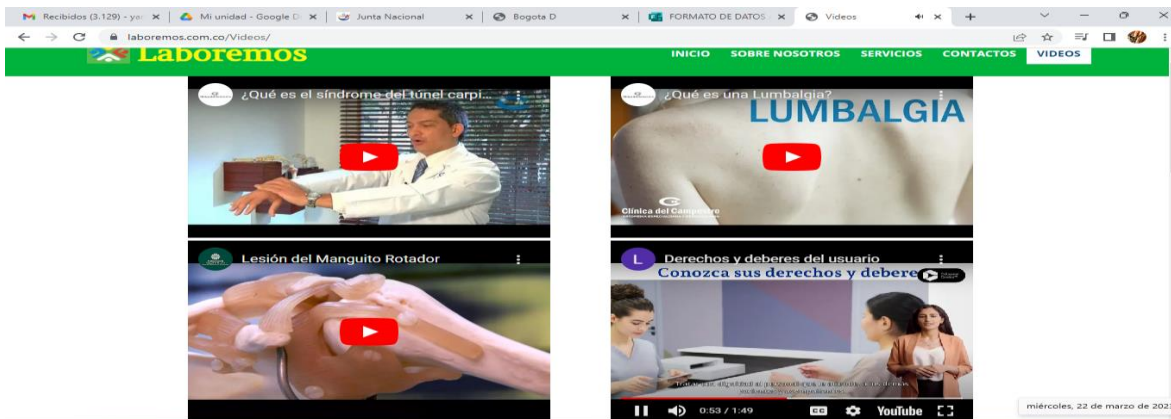 Recibidos (3.129) - yar
Mi unidad - Google D
Junta Nacional
Bogota D
FORMATO DE DATOS
Videos
laboremos.com.co/Videos/
Laboremos
INICIO SOBRE NOSOTROS SERVICIOS CONTACTOS VIDEOS
¿Qué es el síndrome del túnel carpi...
¿Qué es una Lumbalgia?
LUMBALGIA
Clínica del Campestre
Lesión del Manguito Rotador
L
Derechos y deberes del usuario
Conozca sus derechos y debere
0:53 / 1:49
CC
YouTube
miércoles, 22 de marzo de 202